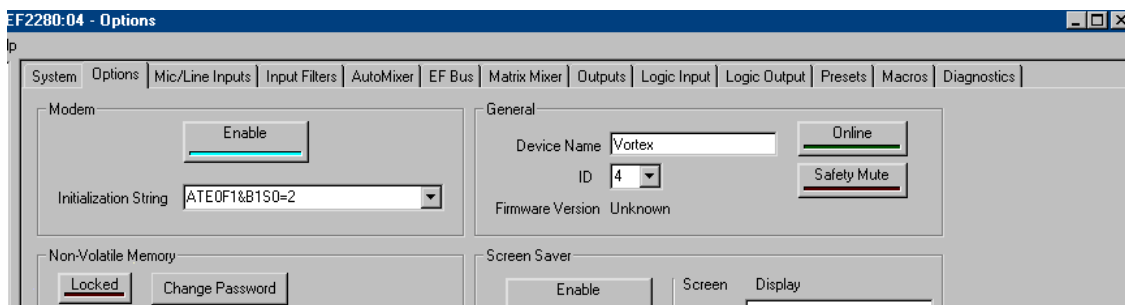 EF2280:04 - Options
lp
System Options Mic/Line Inputs Input Filters AutoMixer EF Bus Matrix Mixer Outputs Logic Input Logic Output Presets Macros Diagnostics
Modem
Enable
Initialization String ATE0F1&B1S0=2
General
Device Name Vortex
Online
ID 4
Safety Mute
Firmware Version Unknown
Non-Volatile Memory
Locked Change Password
Screen Saver
Enable
Screen Display